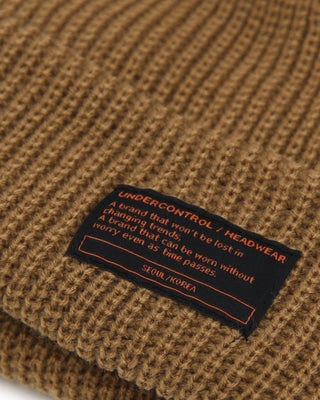 UNDERCONTROL / HEADWEAR
A brand that won't be lost in
changing trends.
A brand that can be worn without
worry even as time passes.
SEOUL/KOREA